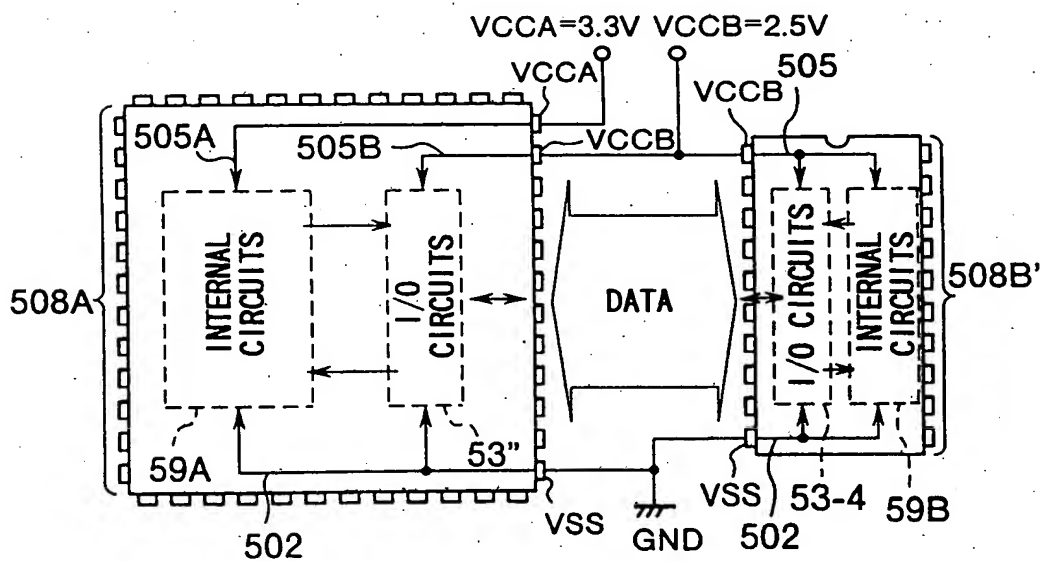 VCCA=3.3V VCCB=2.5V
VCCA
505
VCCB
505A
505B
VCCB
508A
INTERNAL
CIRCUITS
I/O
CIRCUITS
DATA
I/O CIRCUITS
INTERNAL
CIRCUITS
508B'
59A
53"
502
VSS
GND
VSS
502
53-4
59B